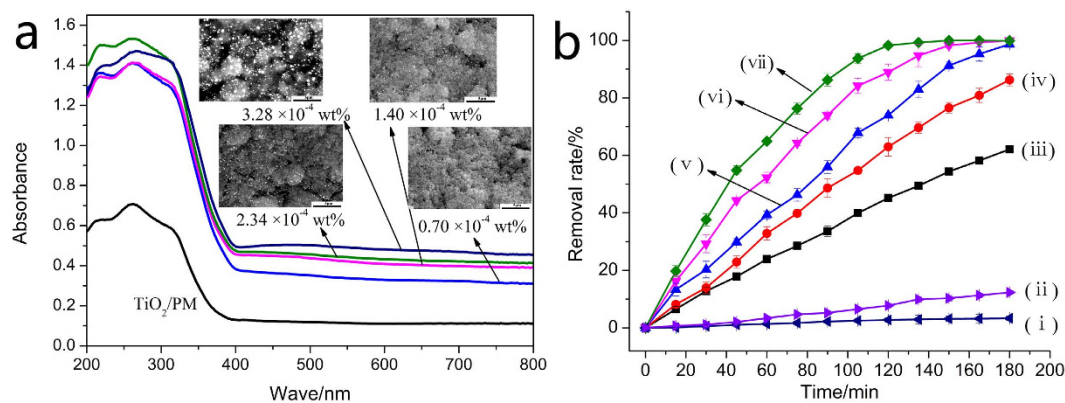 a
1.6
1.4
1.2
1.0
0.8
0.6
0.4
0.2
0.0
Absorbance
200 300 400 500 600 700 800
Wave/nm
3.28 ×10⁻⁴ wt%
1.40 ×10⁻⁴ wt%
2.34 ×10⁻⁴ wt%
0.70 ×10⁻⁴ wt%
TiO₂/PM
b
100
80
60
40
20
0
Removal rate/%
0 20 40 60 80 100 120 140 160 180 200
Time/min
(vii)
(vi)
(v)
(iv)
(iii)
(ii)
(i)